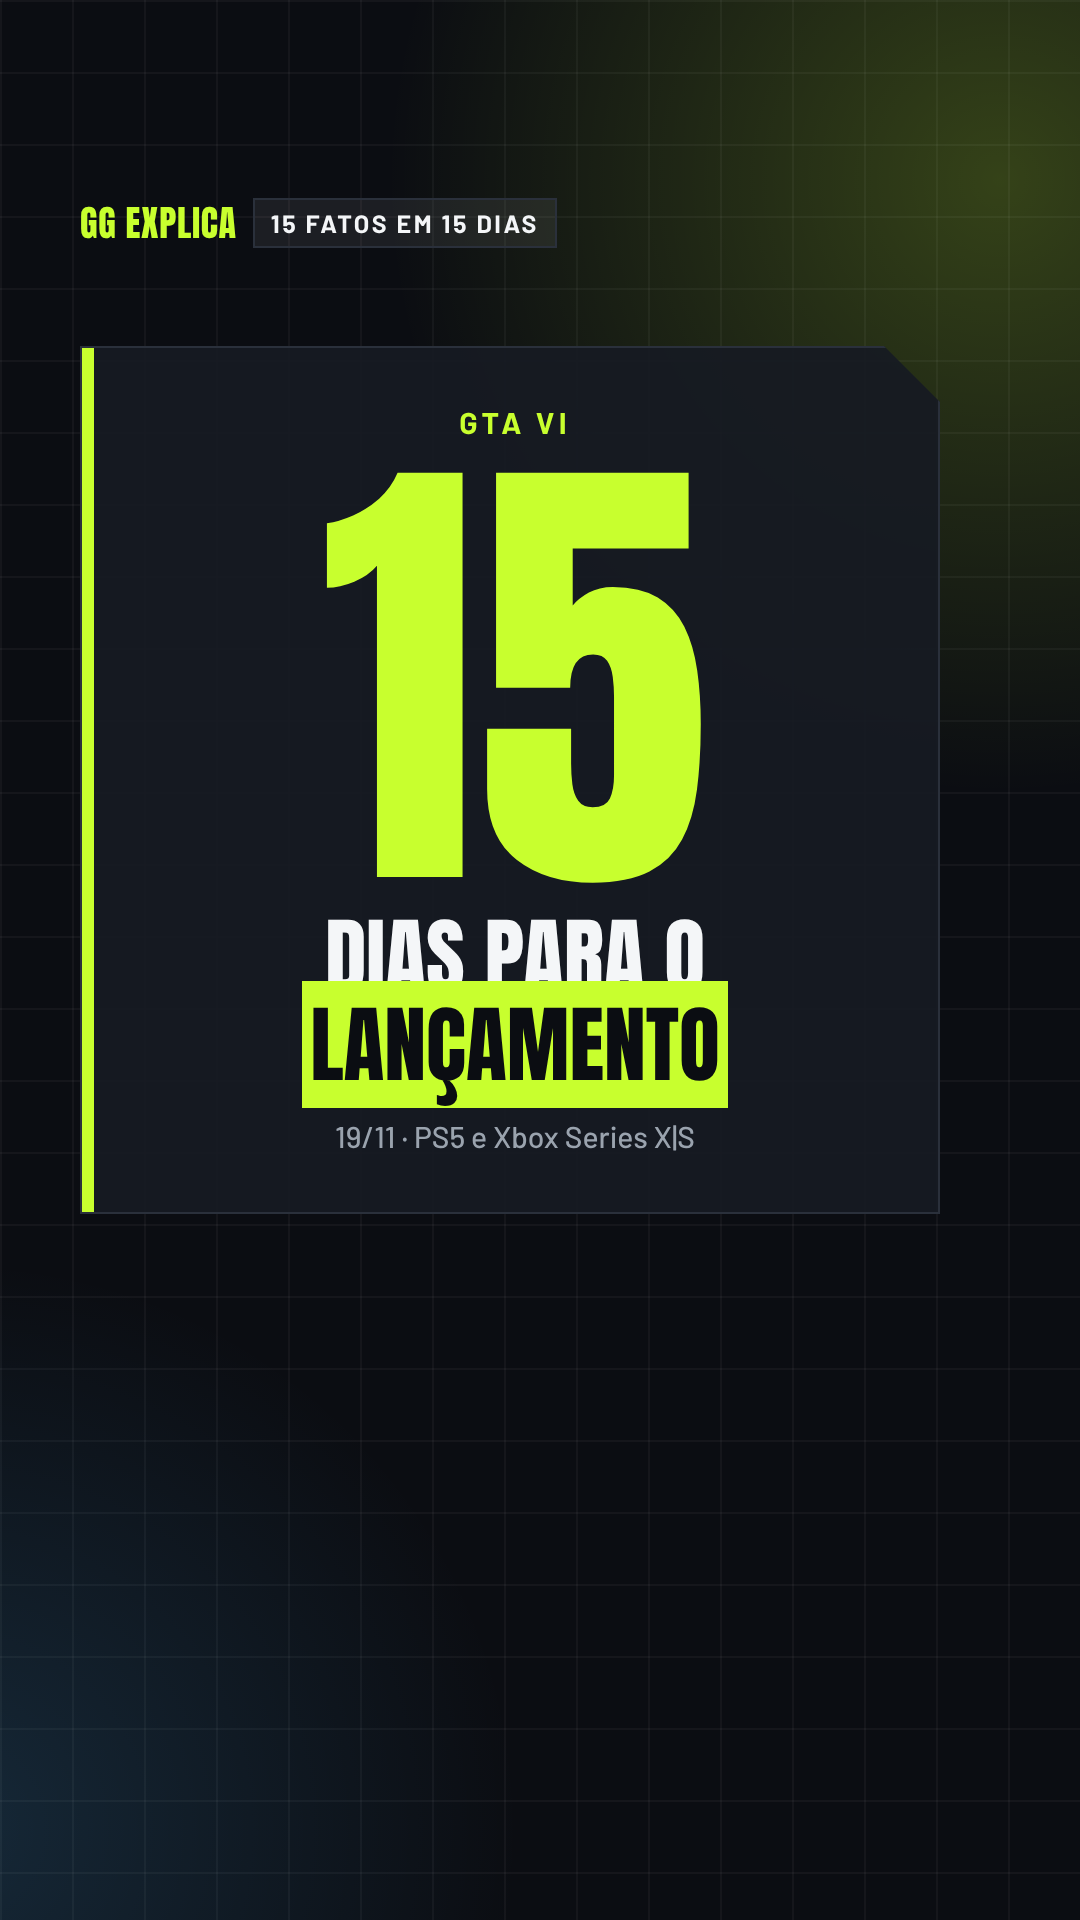 GG EXPLICA
15 FATOS EM 15 DIAS
GTA VI
15
DIAS PARA O
LANÇAMENTO
19/11 · PS5 e Xbox Series X|S